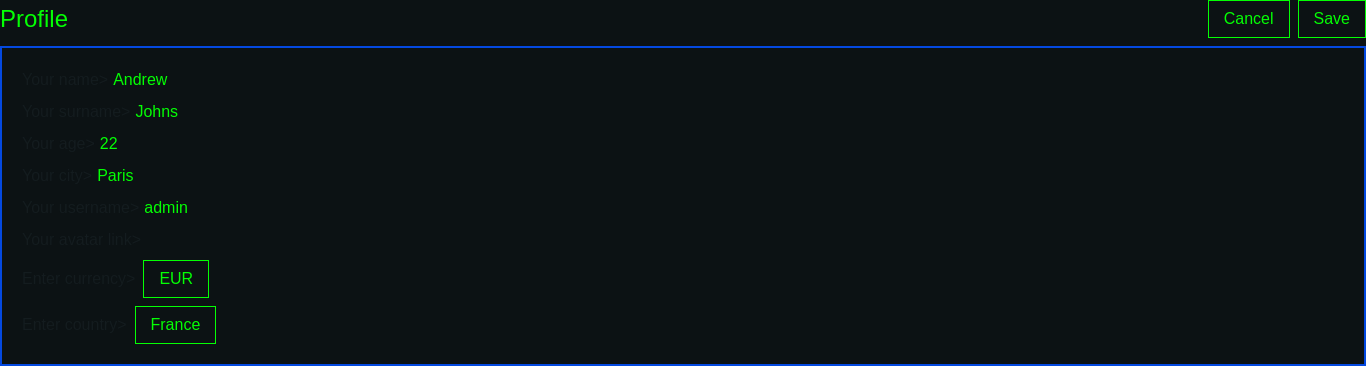 Profile
Cancel Save
Your name> Andrew
Your surname> Johns
Your age> 22
Your city> Paris
Your username> admin
Your avatar link>
Enter currency> EUR
Enter country> France